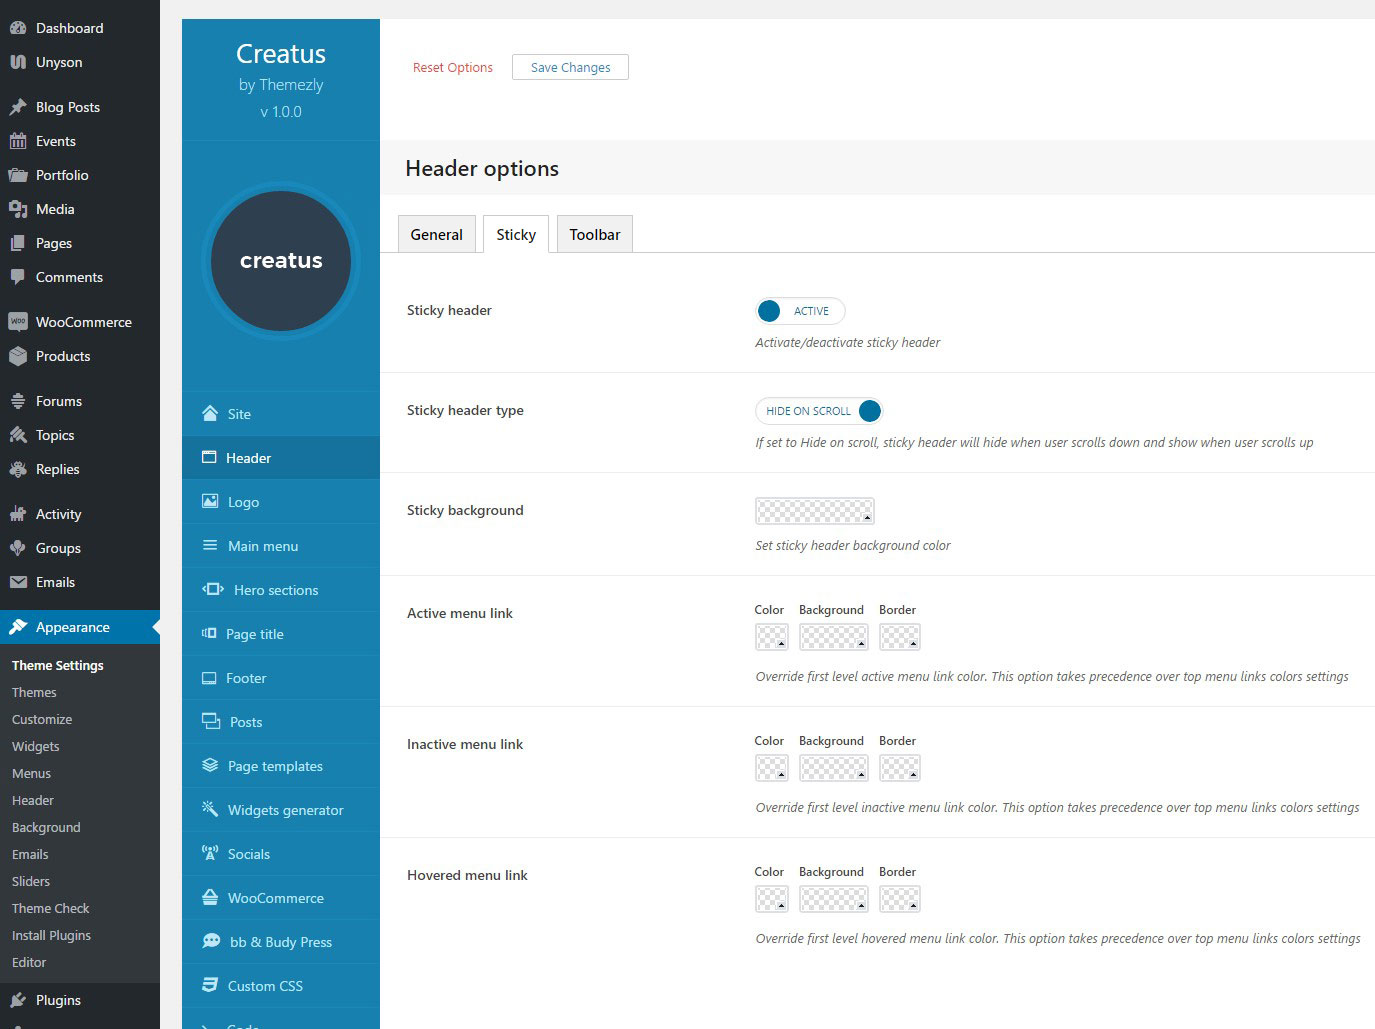 Dashboard
Unyson
Blog Posts
Events
Portfolio
Media
Pages
Comments
WooCommerce
Products
Forums
Topics
Replies
Activity
Groups
Emails
Appearance
Theme Settings
Themes
Customize
Widgets
Menus
Header
Background
Emails
Sliders
Theme Check
Install Plugins
Editor
Plugins
Creatus
by Themezly
v 1.0.0
creatus
Site
Header
Logo
Main menu
Hero sections
Page title
Footer
Posts
Page templates
Widgets generator
Socials
WooCommerce
bb & Budy Press
Custom CSS
Reset Options Save Changes
Header options
General Sticky Toolbar
Sticky header
ACTIVE
Activate/deactivate sticky header
Sticky header type
HIDE ON SCROLL
If set to Hide on scroll, sticky header will hide when user scrolls down and show when user scrolls up
Sticky background
Set sticky header background color
Active menu link
Color Background Border
Override first level active menu link color. This option takes precedence over top menu links colors settings
Inactive menu link
Color Background Border
Override first level inactive menu link color. This option takes precedence over top menu links colors settings
Hovered menu link
Color Background Border
Override first level hovered menu link color. This option takes precedence over top menu links colors settings